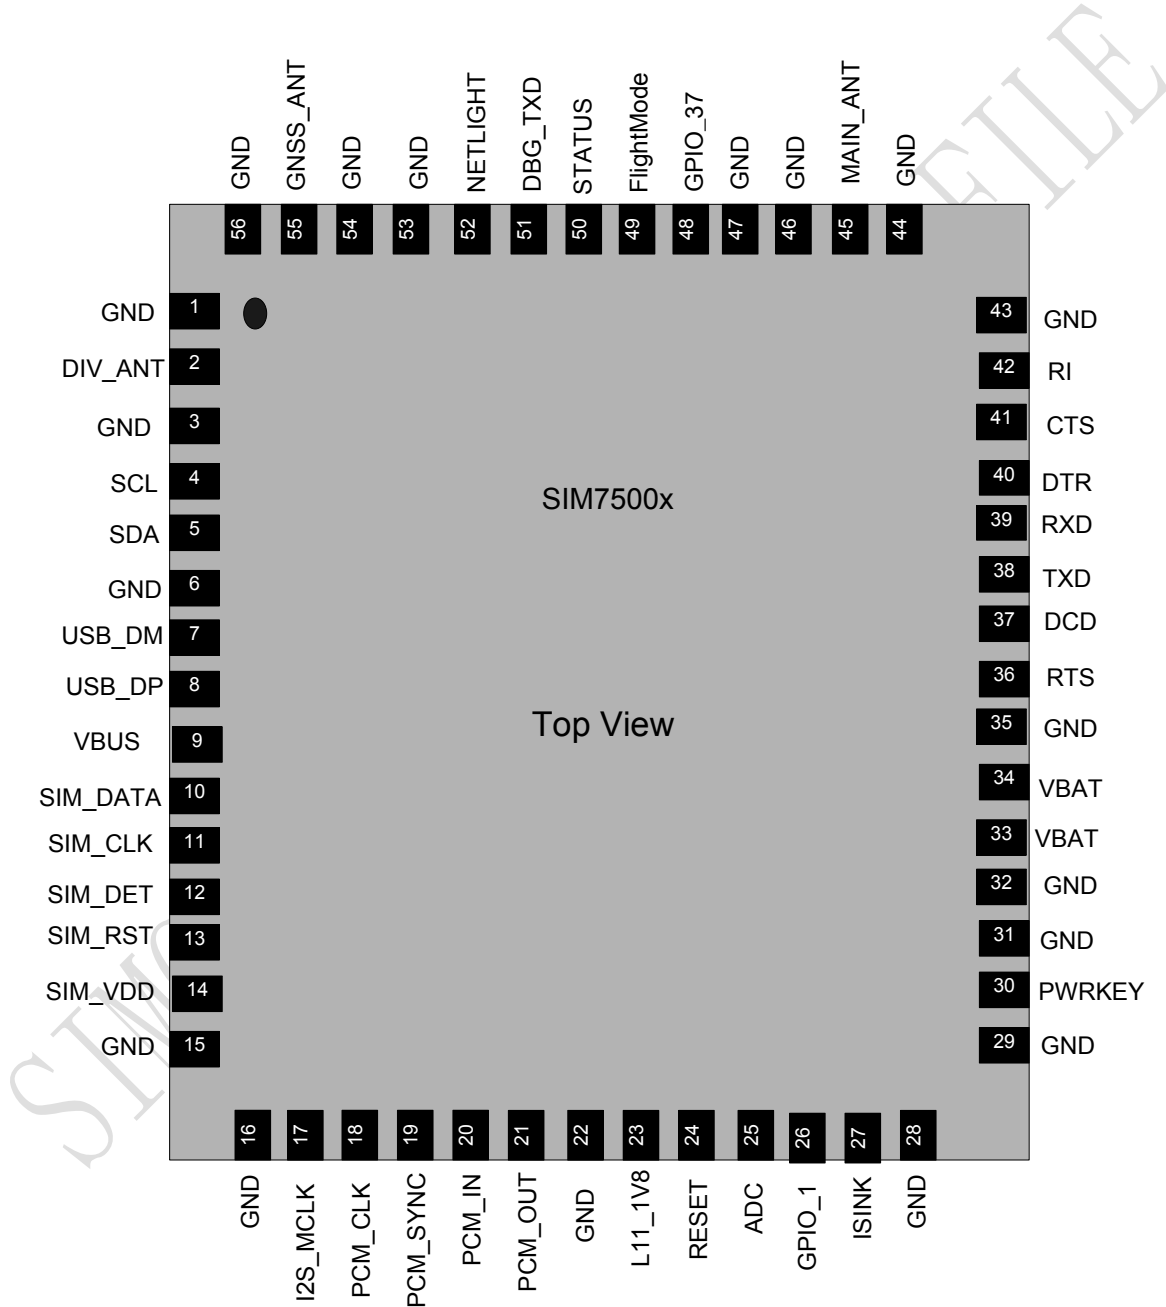 GND
GNSS_ANT
GND
GND
NETLIGHT
DBG_TXD
STATUS
FlightMode
GPIO_37
GND
GND
MAIN_ANT
GND
56
55
54
53
52
51
50
49
48
47
46
45
44
GND 1
DIV_ANT 2
GND 3
SCL 4
SDA 5
GND 6
USB_DM 7
USB_DP 8
VBUS 9
SIM_DATA 10
SIM_CLK 11
SIM_DET 12
SIM_RST 13
SIM_VDD 14
GND 15
SIM7500x
Top View
43 GND
42 RI
41 CTS
40 DTR
39 RXD
38 TXD
37 DCD
36 RTS
35 GND
34 VBAT
33 VBAT
32 GND
31 GND
30 PWRKEY
29 GND
16
17
18
19
20
21
22
23
24
25
26
27
28
GND
I2S_MCLK
PCM_CLK
PCM_SYNC
PCM_IN
PCM_OUT
GND
L11_1V8
RESET
ADC
GPIO_1
ISINK
GND